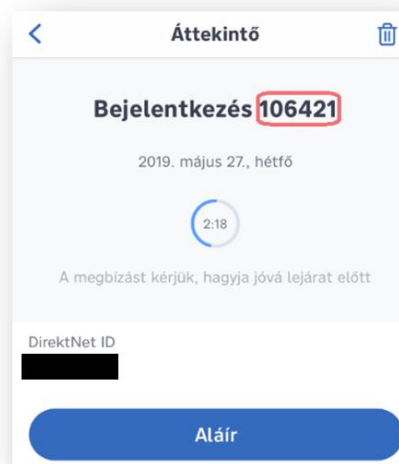 Áttekintő
Bejelentkezés 106421
2019. május 27., hétfő
2:18
A megbízást kérjük, hagyja jóvá lejárat előtt
DirektNet ID
Aláír